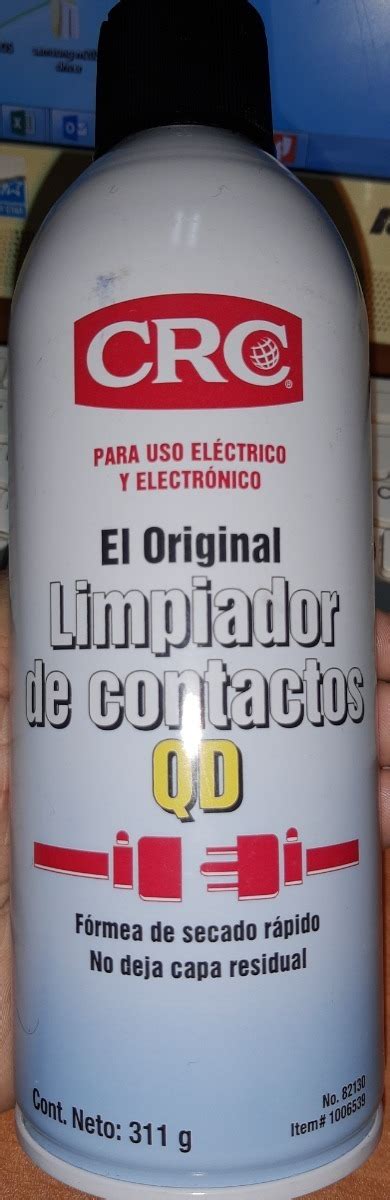 CRC®
PARA USO ELÉCTRICO
Y ELECTRÓNICO
El Original
Limpiador
de contactos
QD
Fórmea de secado rápido
No deja capa residual
Cont. Neto: 311 g
No. 82130
Item# 1006539